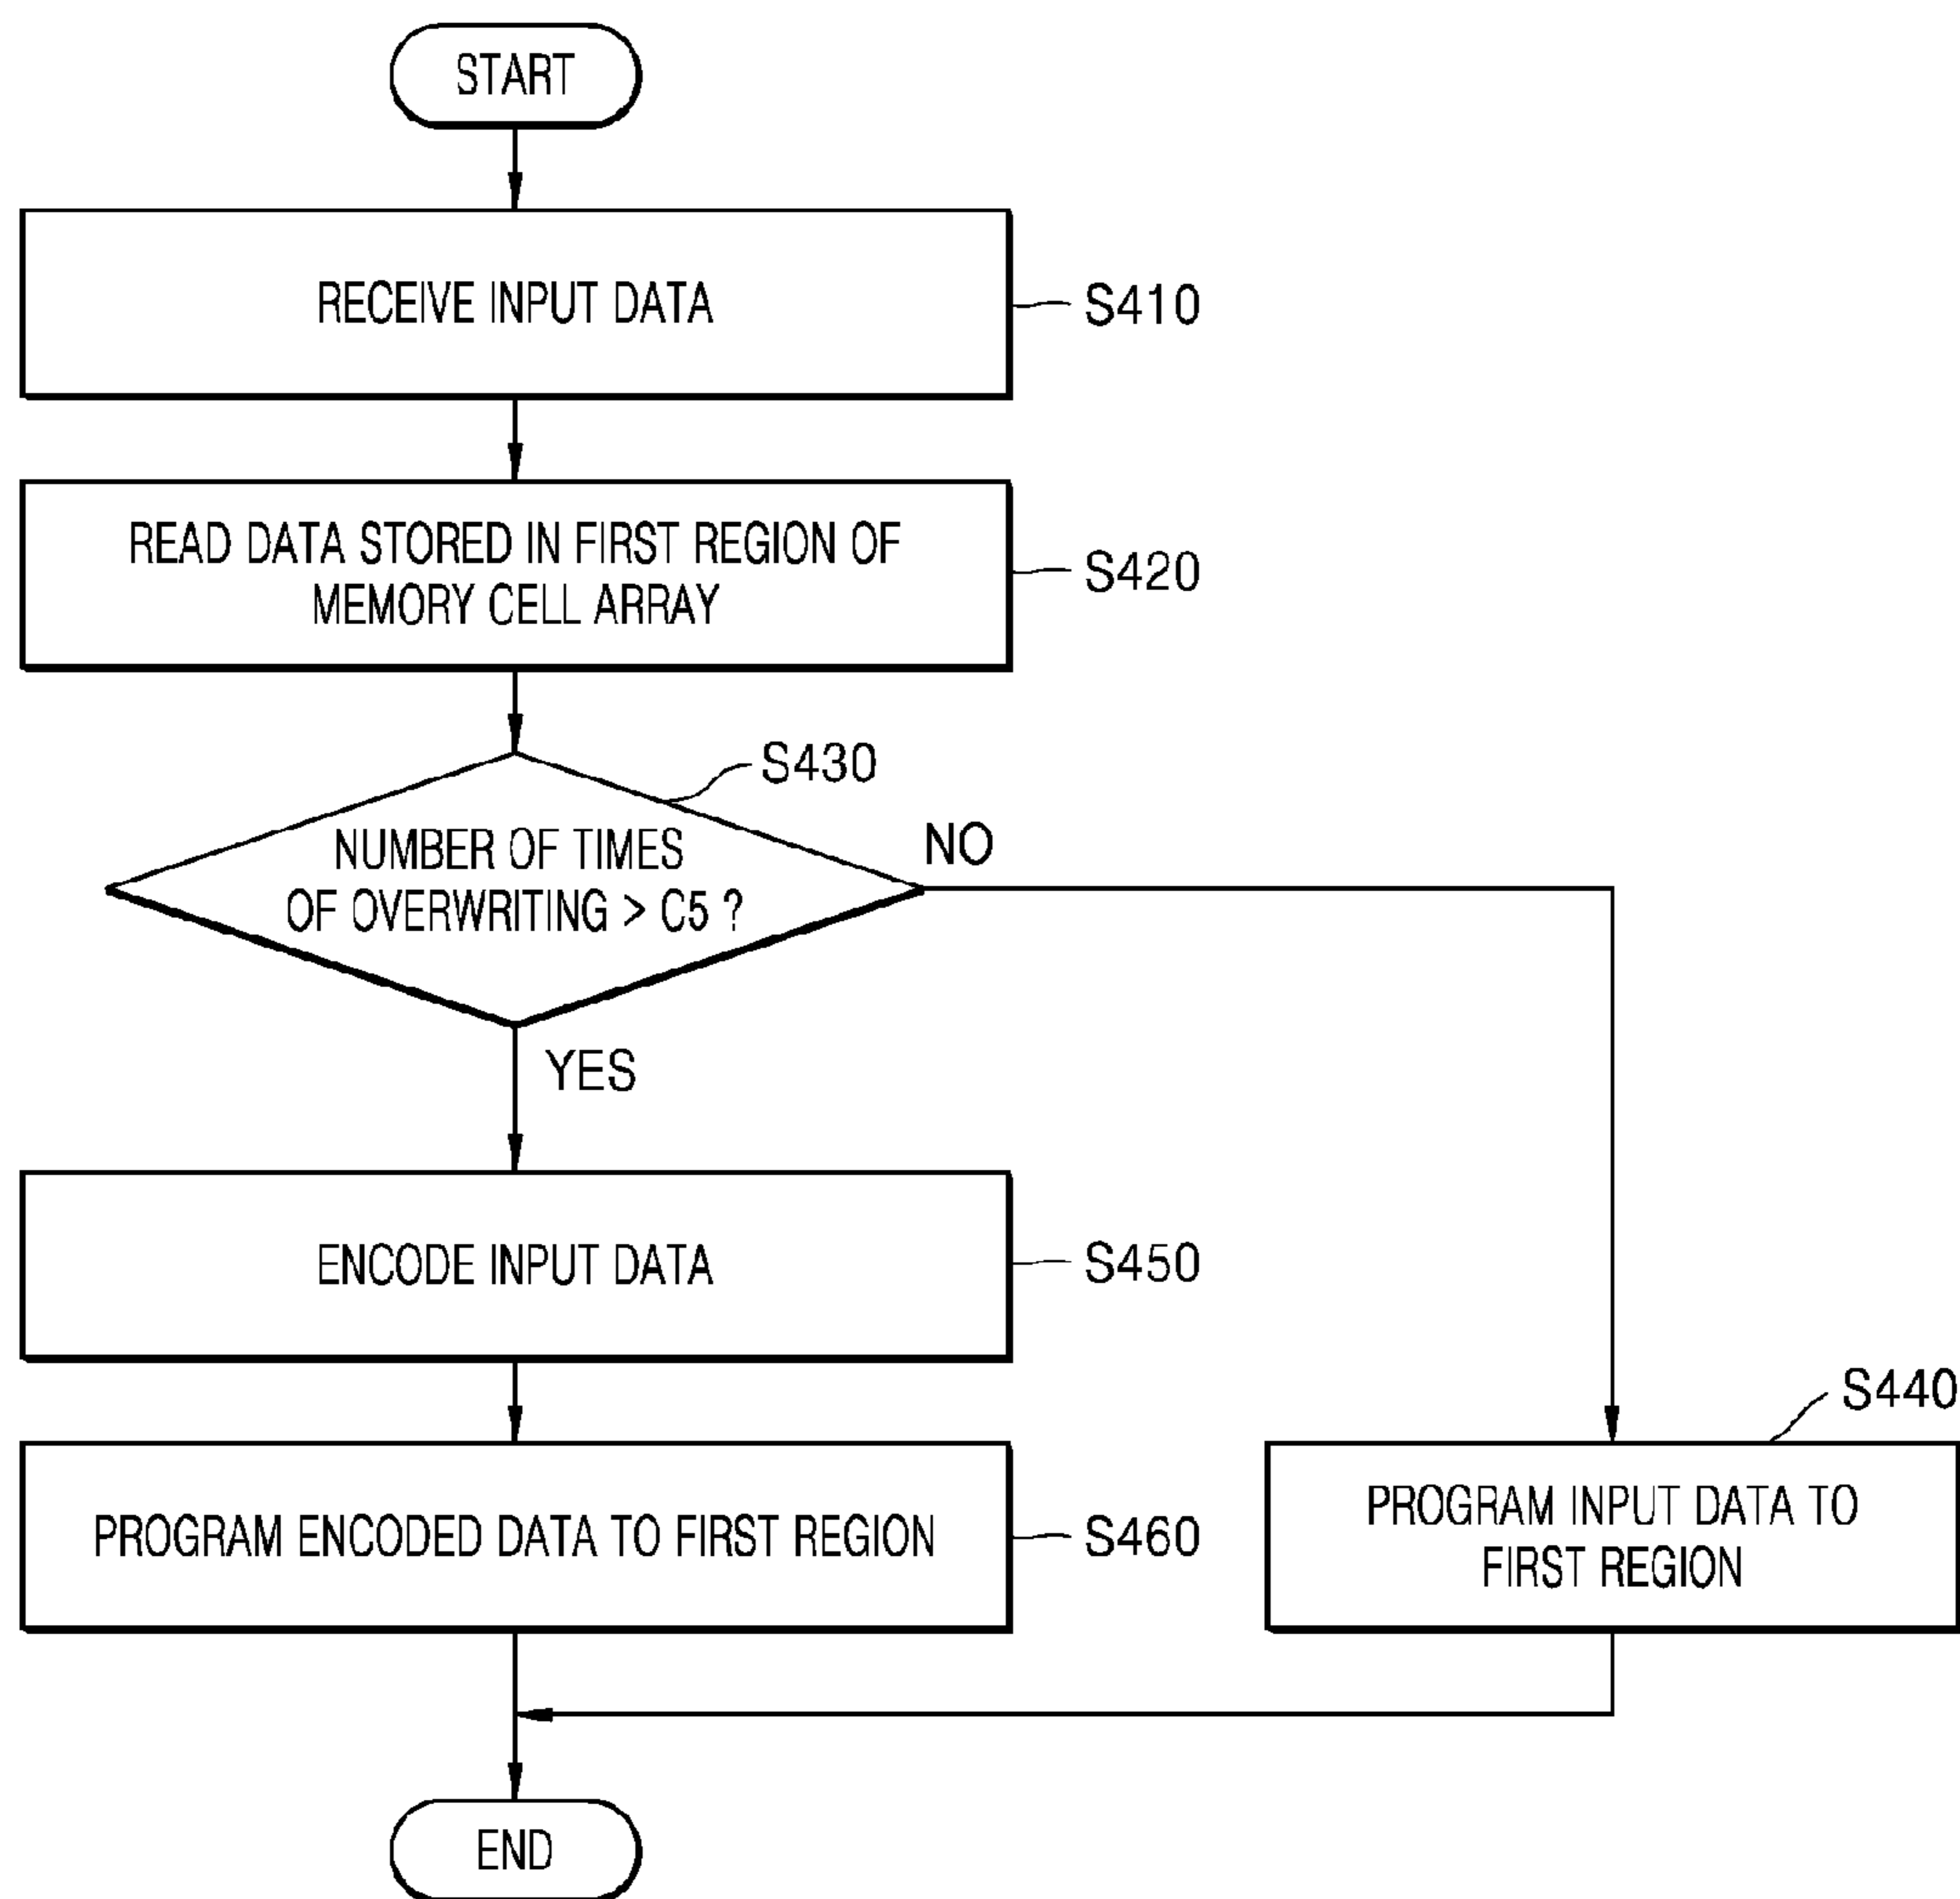 START
RECEIVE INPUT DATA
S410
READ DATA STORED IN FIRST REGION OF
MEMORY CELL ARRAY
S420
S430
NUMBER OF TIMES
OF OVERWRITING > C5 ?
NO
YES
ENCODE INPUT DATA
S450
S440
PROGRAM ENCODED DATA TO FIRST REGION
S460
PROGRAM INPUT DATA TO
FIRST REGION
END